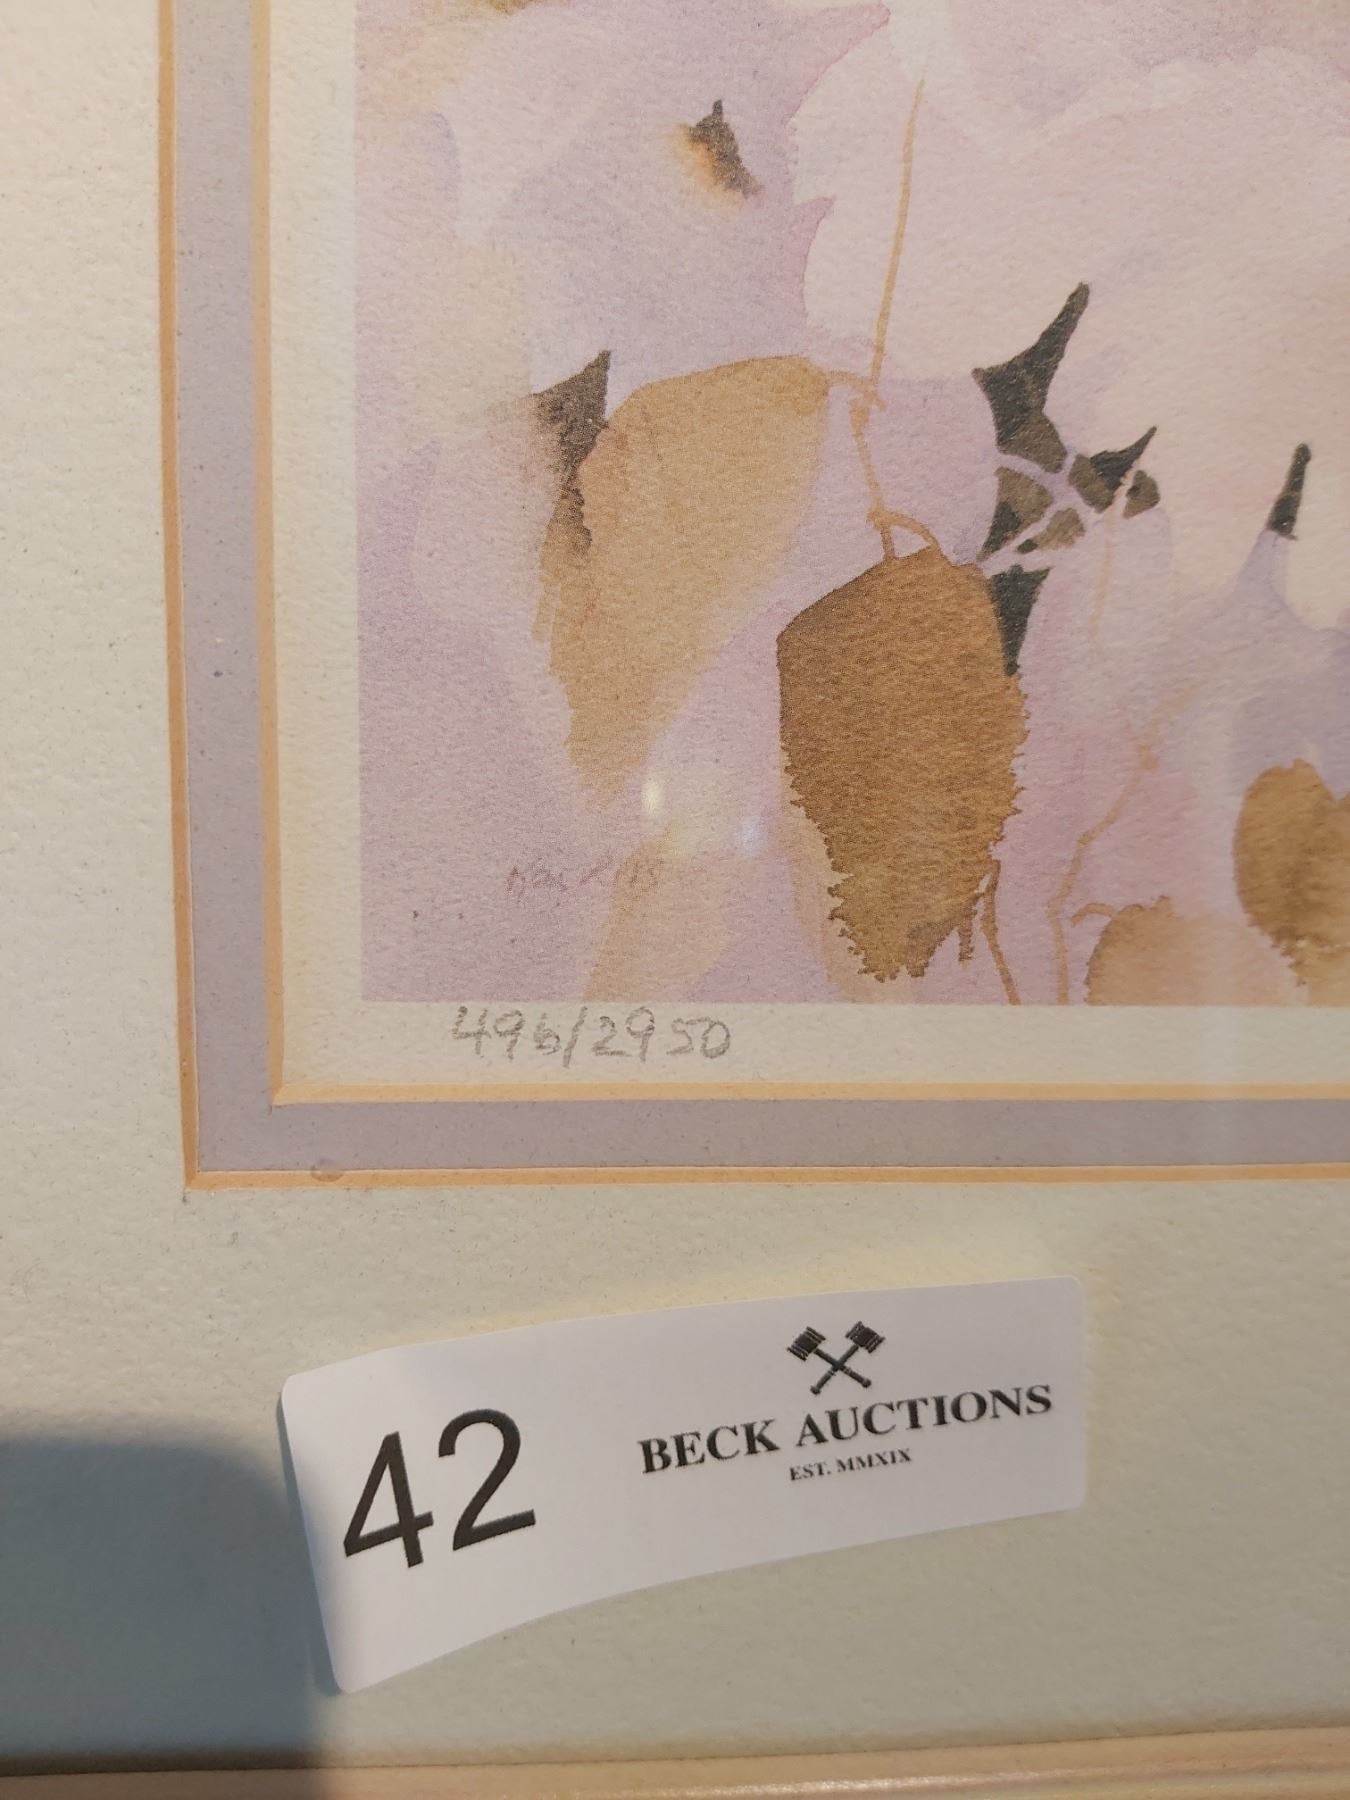 496/2950
42
BECK AUCTIONS
EST. MMXIX